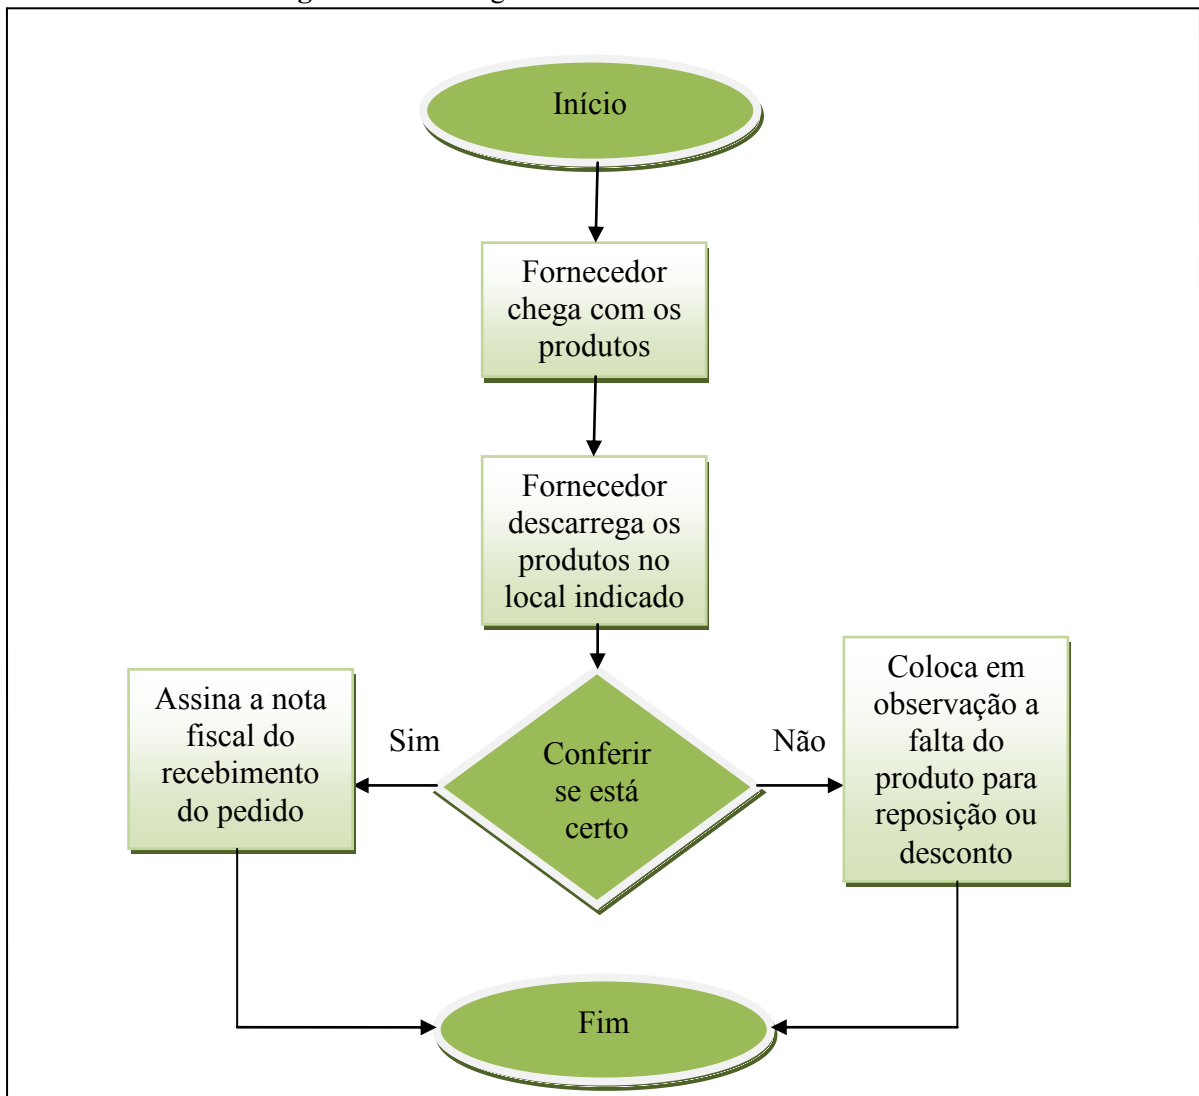 Início
Fornecedor
chega com os
produtos
Fornecedor
descarrega os
produtos no
local indicado
Conferir
se está
certo
Sim
Assina a nota
fiscal do
recebimento
do pedido
Não
Coloca em
observação a
falta do
produto para
reposição ou
desconto
Fim